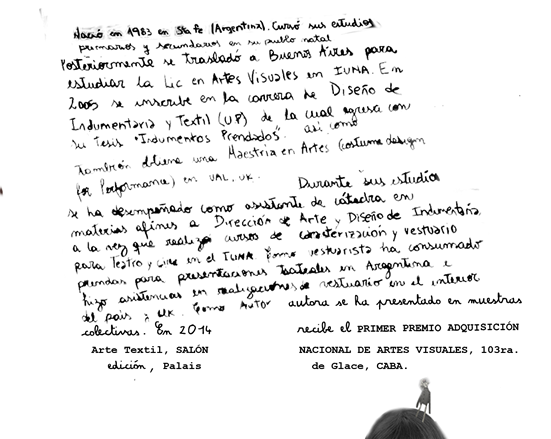 Nació en 1983 en Sta fe (Argentina). Cursó sus estudios
primarios y secundarios en su pueblo natal
Posteriormente se trasladó a Buenos Aires para
estudiar la Lic en Artes Visuales en IUNA. En
2005 se inscribe en la carrera de Diseño de
Indumentaria y Textil (UP) de la cual egresa con
su Tesis "Indumentos Prendados". así como
también obtiene una Maestria en Artes (costume design
for Performance) en UAL, UK. Durante sus estudios
se ha desempeñado como asistente de cátedra en
materias afines a Dirección de Arte y Diseño de Indumentaria
a la vez que realizó cursos de caracterización y vestuario
para Teatro y Cine en el IUNA. Como vestuarista ha consumado
prendas para presentaciones teatrales en Argentina e
hizo asistencias en realizaciones de vestuario en el interior
del país y UK. Como Autor autora se ha presentado en muestras
colectivas. En 2014 recibe el PRIMER PREMIO ADQUISICIÓN
Arte Textil, SALÓN NACIONAL DE ARTES VISUALES, 103ra.
edición, Palais de Glace, CABA.